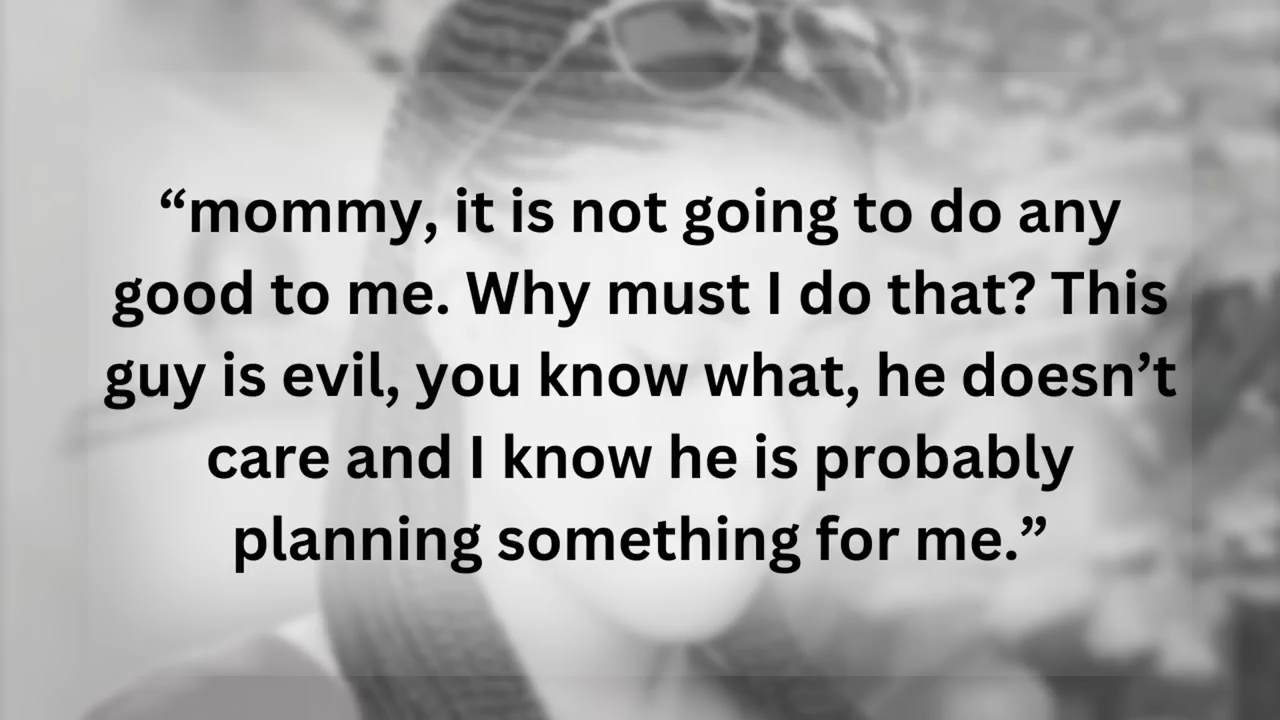 “mommy, it is not going to do any
good to me. Why must I do that? This
guy is evil, you know what, he doesn’t
care and I know he is probably
planning something for me.”